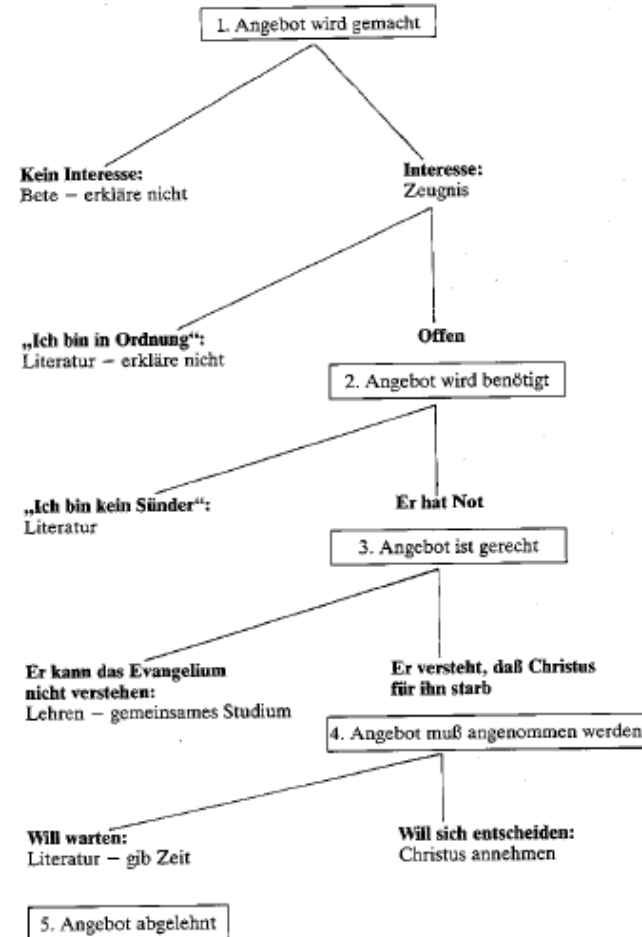 1. Angebot wird gemacht
Kein Interesse:
Bete – erkläre nicht
Interesse:
Zeugnis
„Ich bin in Ordnung“:
Literatur – erkläre nicht
Offen
2. Angebot wird benötigt
„Ich bin kein Sünder“:
Literatur
Er hat Not
3. Angebot ist gerecht
Er kann das Evangelium
nicht verstehen:
Lehren – gemeinsames Studium
Er versteht, daß Christus
für ihn starb
4. Angebot muß angenommen werden
Will warten:
Literatur – gib Zeit
Will sich entscheiden:
Christus annehmen
5. Angebot abgelehnt